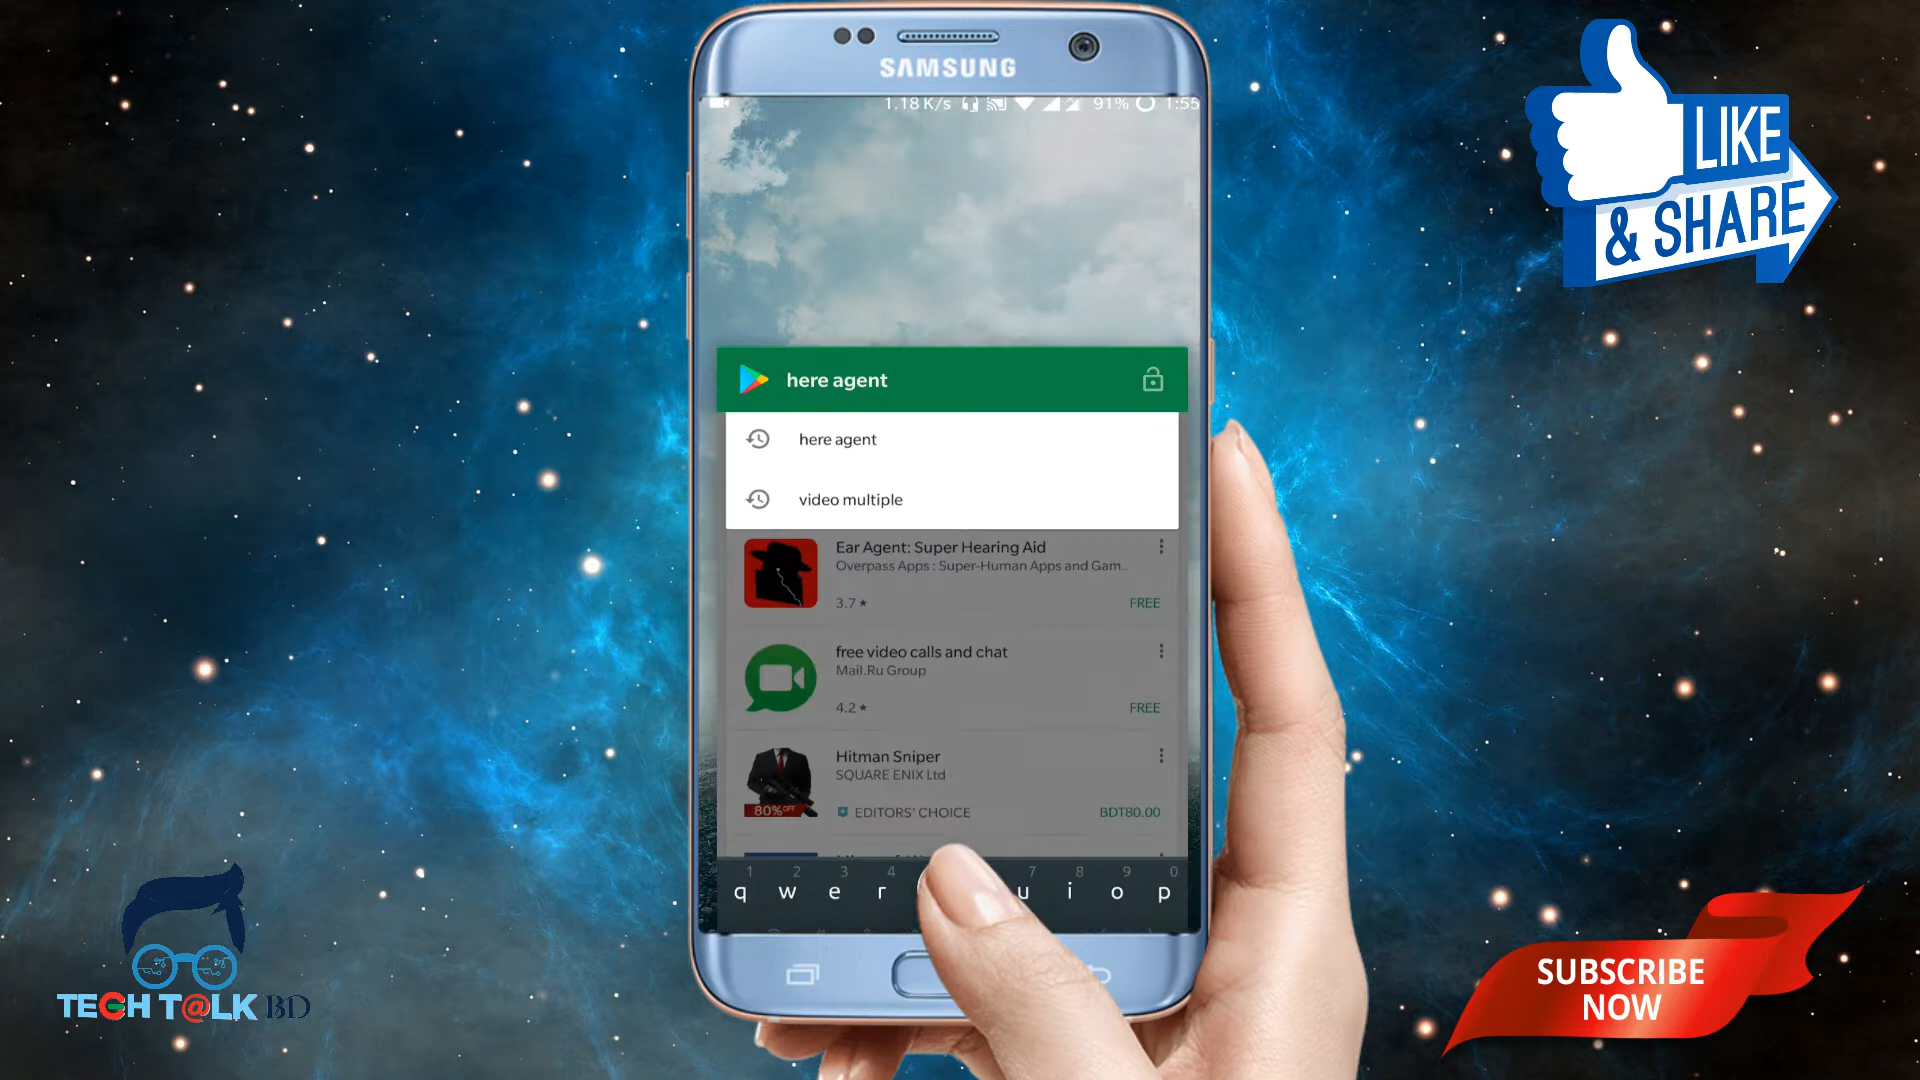 SAMSUNG
1.18 K/s 91% 1:55
LIKE
& SHARE
here agent
here agent
video multiple
Ear Agent: Super Hearing Aid
Overpass Apps : Super-Human Apps and Gam..
3.7 ★
FREE
free video calls and chat
Mail.Ru Group
4.2 ★
FREE
Hitman Sniper
SQUARE ENIX Ltd
80% OFF
EDITORS' CHOICE
BDT80.00
1 2 3 4 7 8 9 0
q w e r u i o p
TECH T@LK BD
SUBSCRIBE
NOW